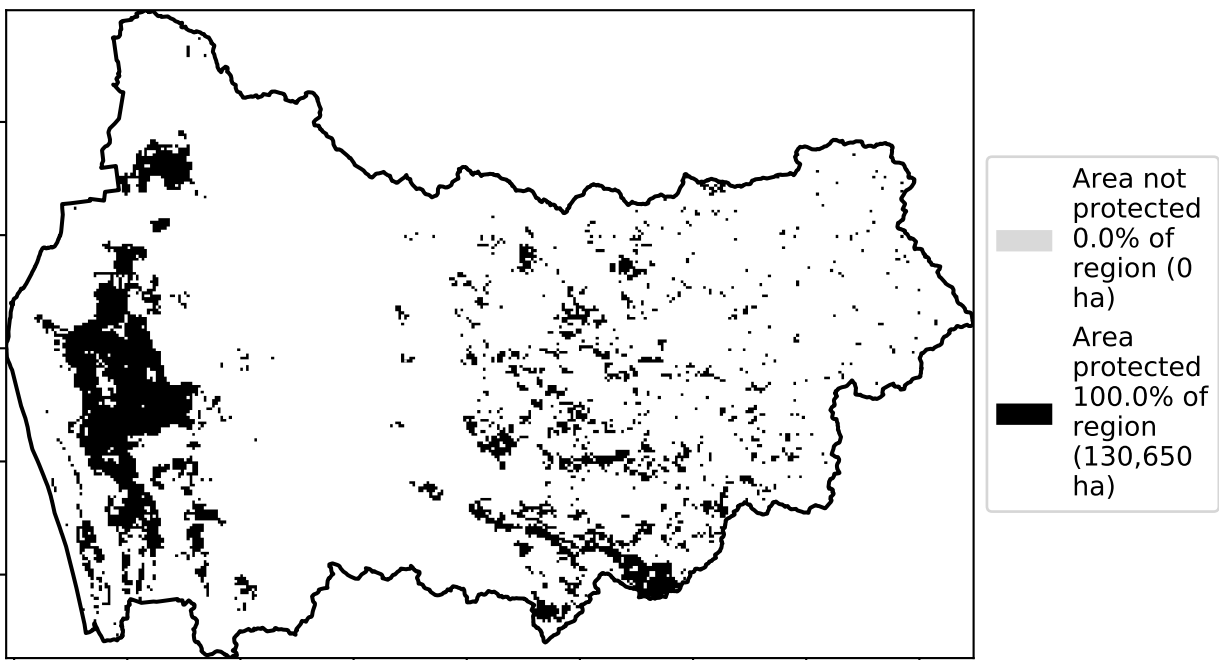 Area not
protected
0.0% of
region (0
ha)
Area
protected
100.0% of
region
(130,650
ha)